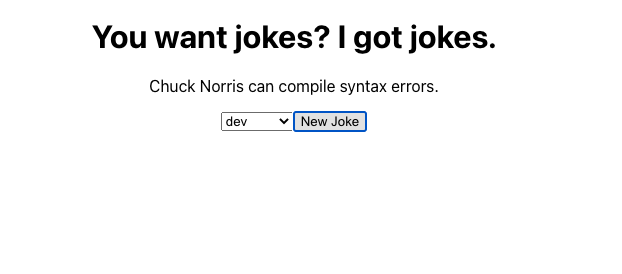 You want jokes? I got jokes.
Chuck Norris can compile syntax errors.
dev New Joke